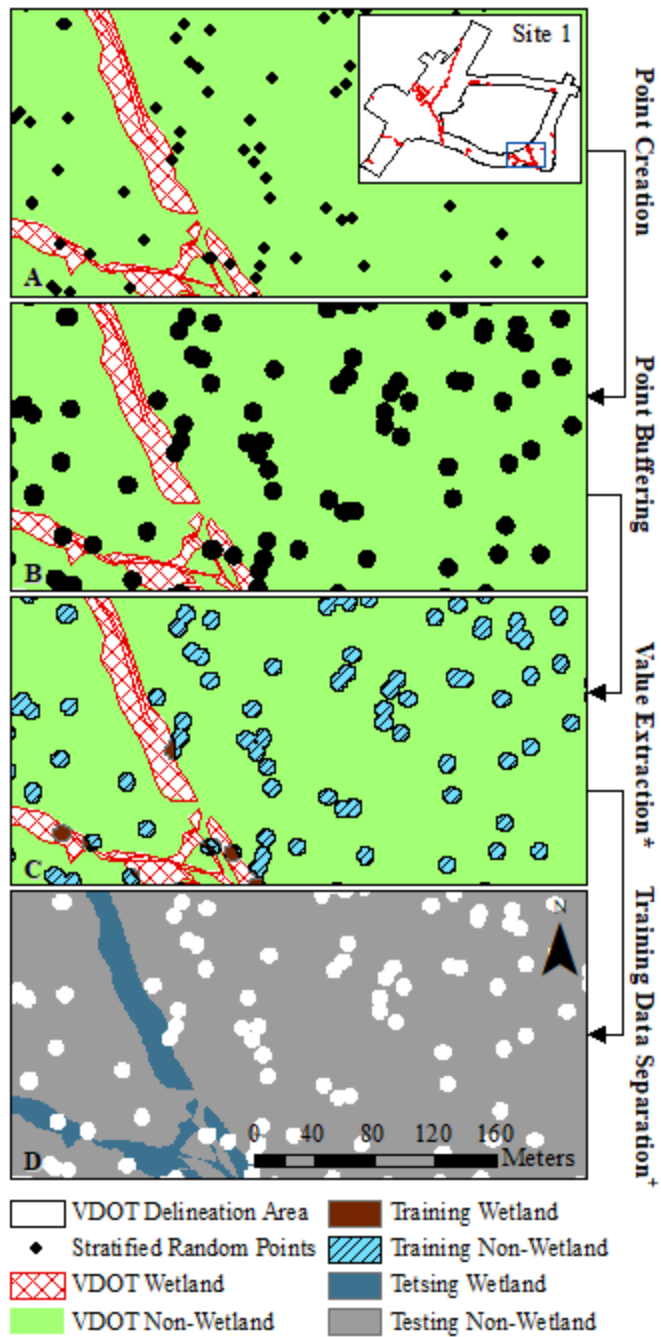 Site 1
A
Point Creation
B
Point Buffering
C
Value Extraction*
N
0 40 80 120 160
Meters
D
Training Data Separation+
VDOT Delineation Area
Stratified Random Points
VDOT Wetland
VDOT Non-Wetland
Training Wetland
Training Non-Wetland
Tetsing Wetland
Testing Non-Wetland